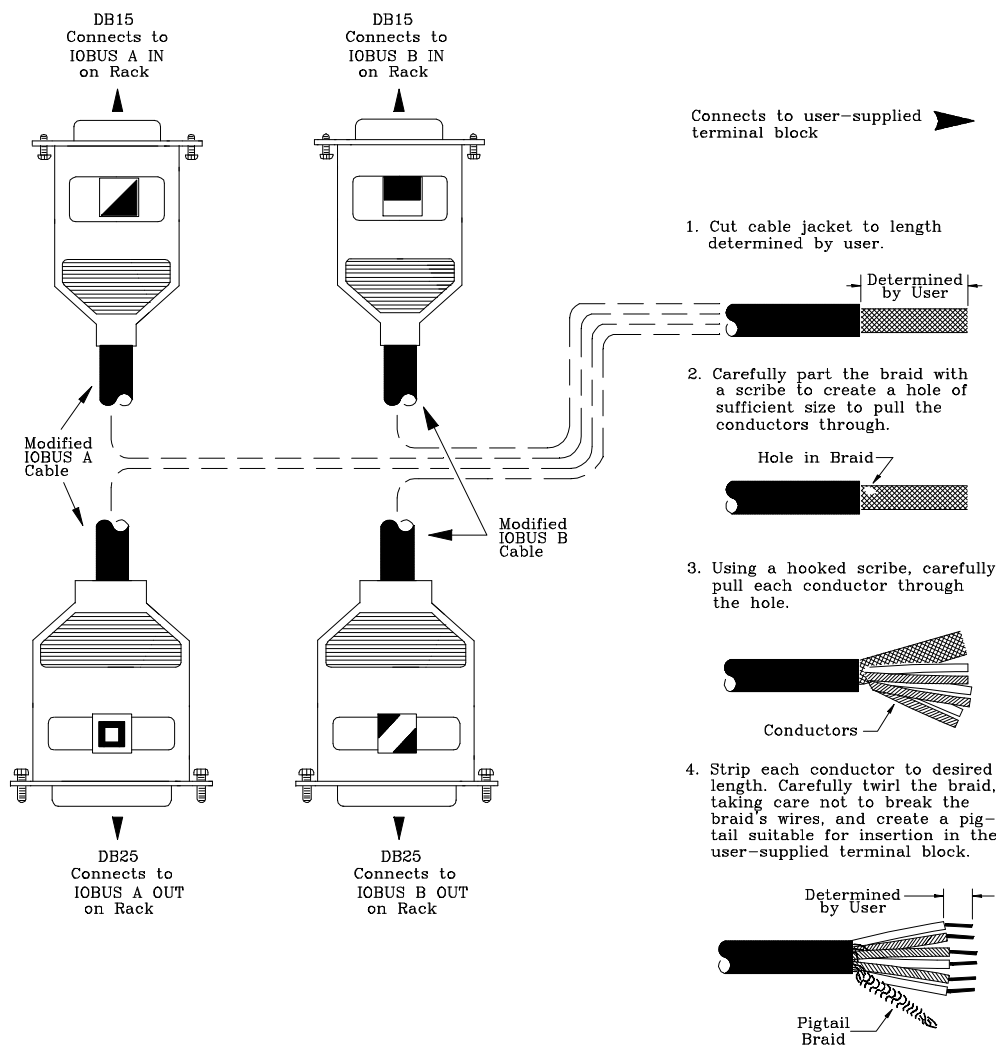 DB15
Connects to
IOBUS A IN
on Rack
DB15
Connects to
IOBUS B IN
on Rack
Connects to user-supplied
terminal block
1. Cut cable jacket to length
determined by user.
Determined
by User
2. Carefully part the braid with
a scribe to create a hole of
sufficient size to pull the
conductors through.
Hole in Braid
Modified
IOBUS A
Cable
Modified
IOBUS B
Cable
3. Using a hooked scribe, carefully
pull each conductor through
the hole.
Conductors
4. Strip each conductor to desired
length. Carefully twirl the braid,
taking care not to break the
braid's wires, and create a pig-
tail suitable for insertion in the
user-supplied terminal block.
DB25
Connects to
IOBUS A OUT
on Rack
DB25
Connects to
IOBUS B OUT
on Rack
Determined
by User
Pigtail
Braid